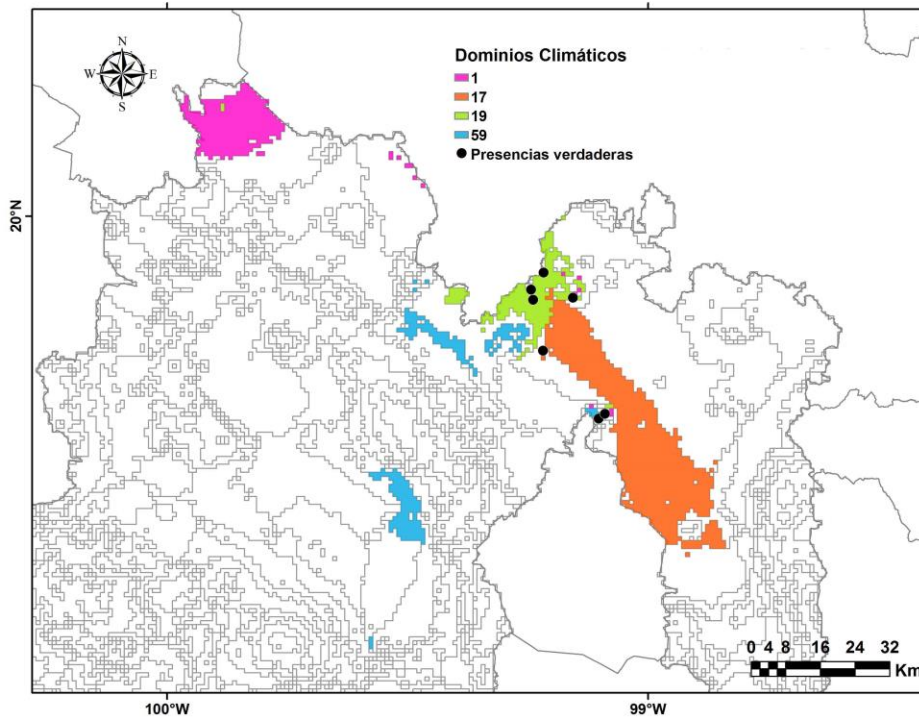 N
W E
S
Dominios Climáticos
1
17
19
59
Presencias verdaderas
20°N
0 4 8 16 24 32
Km
100°W 99°W